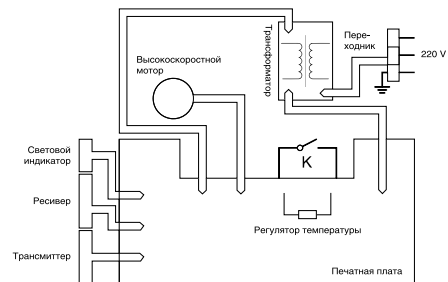 Трансформатор
Пере-
ходник
220 V
Высокоскоростной
мотор
Световой
индикатор
K
Ресивер
Регулятор температуры
Трансмиттер
Печатная плата